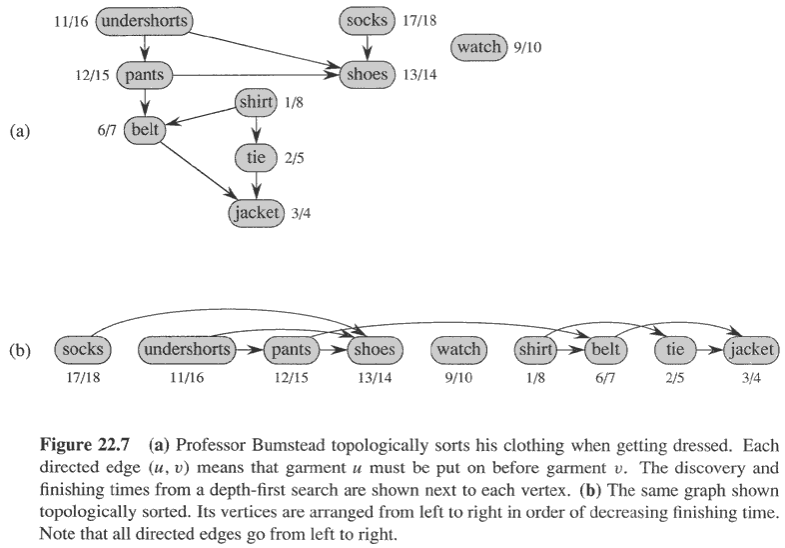 11/16 undershorts socks 17/18
watch 9/10
12/15 pants shoes 13/14
shirt 1/8
(a) 6/7 belt
tie 2/5
jacket 3/4
(b) socks undershorts pants shoes watch shirt belt tie jacket
17/18 11/16 12/15 13/14 9/10 1/8 6/7 2/5 3/4
Figure 22.7 (a) Professor Bumstead topologically sorts his clothing when getting dressed. Each
directed edge (u, v) means that garment u must be put on before garment v. The discovery and
finishing times from a depth-first search are shown next to each vertex. (b) The same graph shown
topologically sorted. Its vertices are arranged from left to right in order of decreasing finishing time.
Note that all directed edges go from left to right.